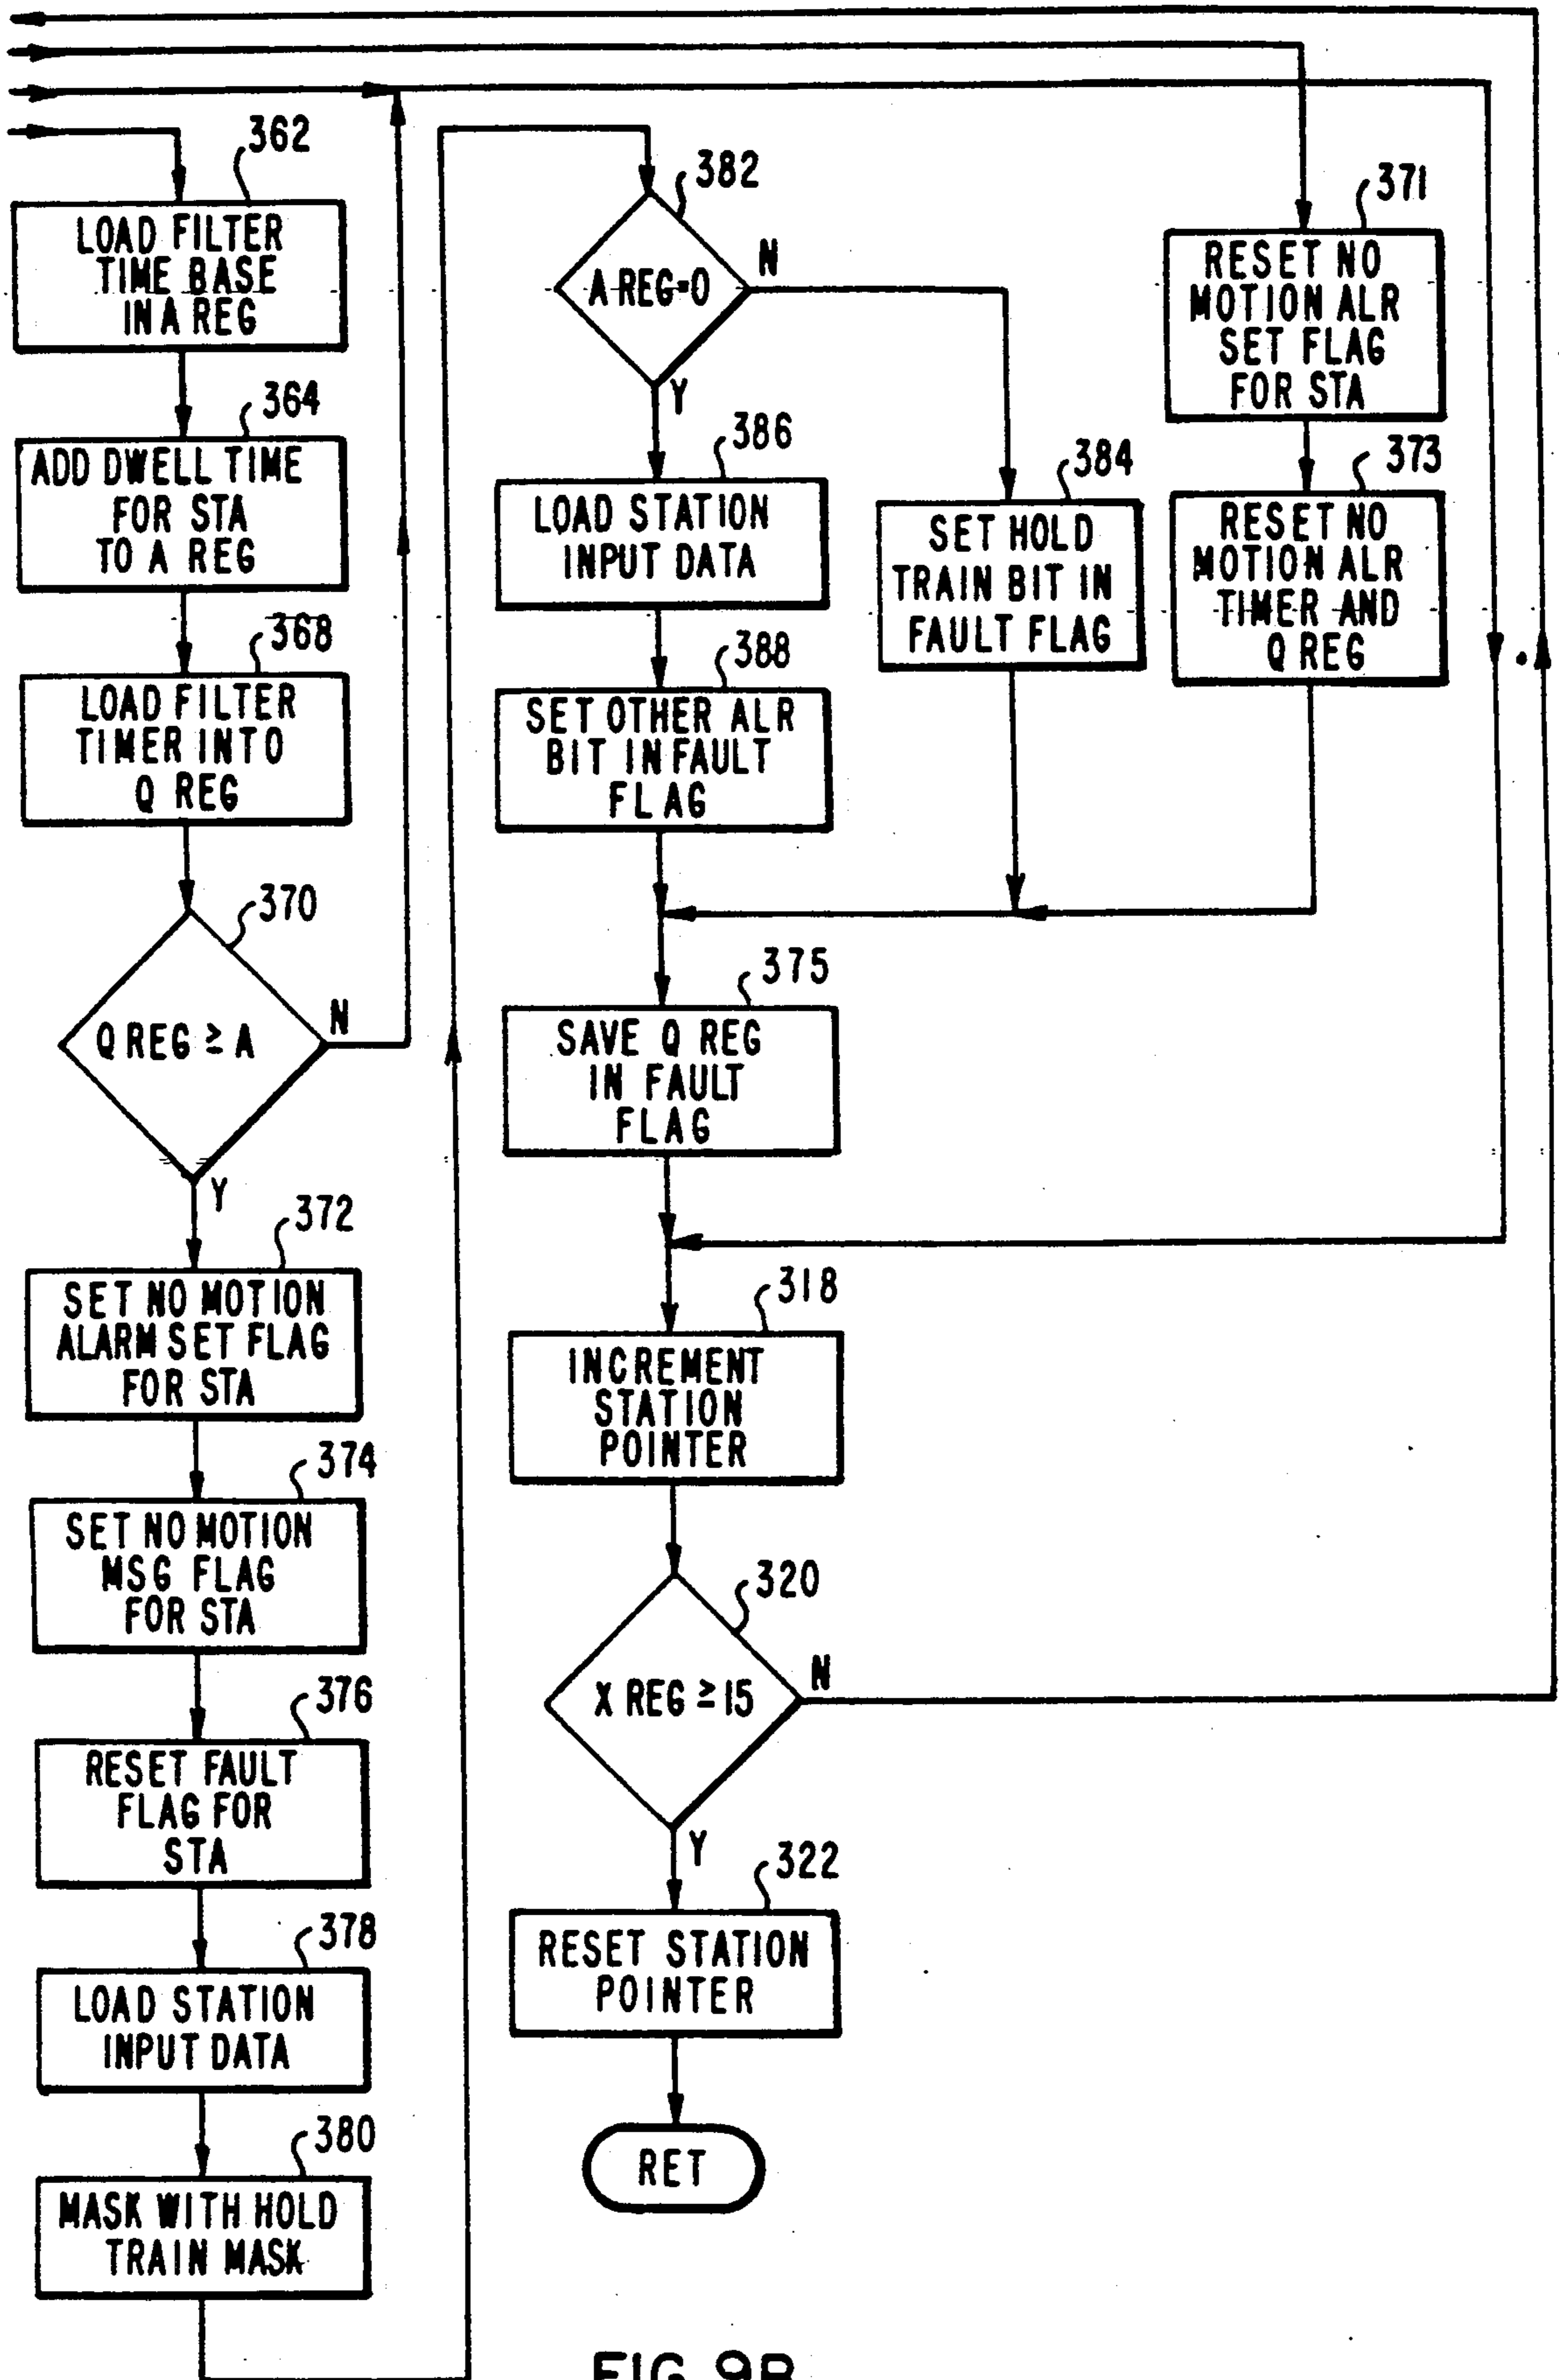 362
LOAD FILTER
TIME BASE
IN A REG
364
ADD DWELL TIME
FOR STA
TO A REG
368
LOAD FILTER
TIMER INTO
Q REG
370
Q REG ≥ A
N
Y
372
SET NO MOTION
ALARM SET FLAG
FOR STA
374
SET NO MOTION
MSG FLAG
FOR STA
376
RESET FAULT
FLAG FOR
STA
378
LOAD STATION
INPUT DATA
380
MASK WITH HOLD
TRAIN MASK
382
A REG=0
N
Y
386
LOAD STATION
INPUT DATA
388
SET OTHER ALR
BIT IN FAULT
FLAG
384
SET HOLD
TRAIN BIT IN
FAULT FLAG
371
RESET NO
MOTION ALR
SET FLAG
FOR STA
373
RESET NO
MOTION ALR
TIMER AND
Q REG
375
SAVE Q REG
IN FAULT
FLAG
318
INCREMENT
STATION
POINTER
320
X REG ≥ 15
N
Y
322
RESET STATION
POINTER
RET
FIG. 9B